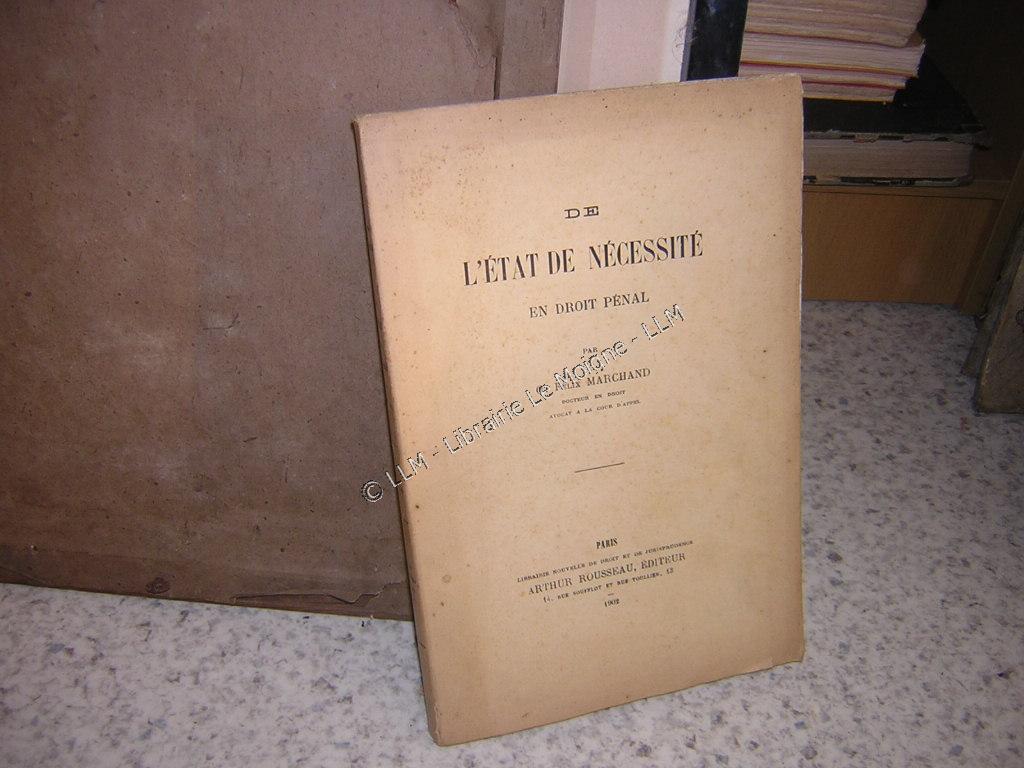 DE
L'ÉTAT DE NÉCESSITÉ
EN DROIT PÉNAL
PAR
FÉLIX MARCHAND
DOCTEUR EN DROIT
AVOCAT A LA COUR D'APPEL
© LLM - Librairie Le Moigne - LLM
PARIS
LIBRAIRIE NOUVELLE DE DROIT ET DE JURISPRUDENCE
ARTHUR ROUSSEAU, ÉDITEUR
14, RUE SOUFFLOT ET RUE TOULLIER, 13
1902